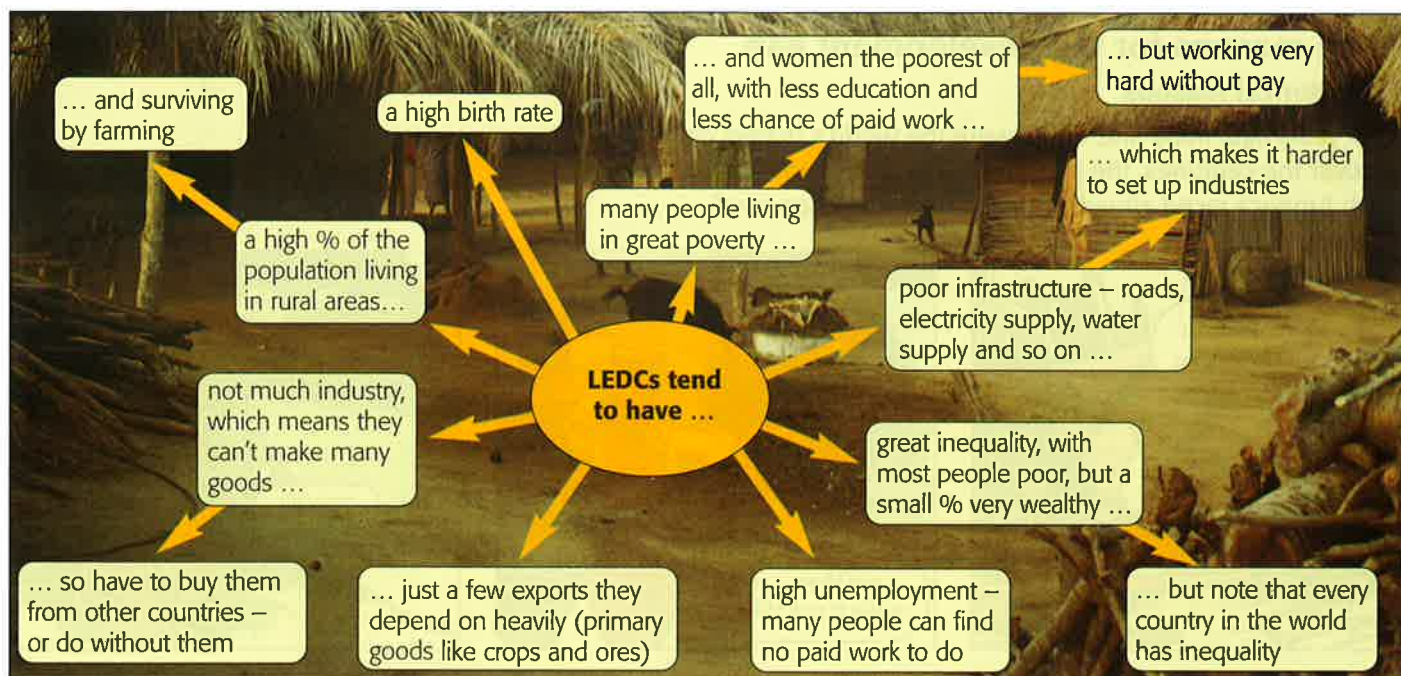 LEDCs tend
to have …
a high % of the
population living
in rural areas…
… and surviving
by farming
a high birth rate
many people living
in great poverty …
… and women the poorest of
all, with less education and
less chance of paid work …
… but working very
hard without pay
poor infrastructure – roads,
electricity supply, water
supply and so on …
… which makes it harder
to set up industries
great inequality, with
most people poor, but a
small % very wealthy …
… but note that every
country in the world
has inequality
high unemployment –
many people can find
no paid work to do
… just a few exports they
depend on heavily (primary
goods like crops and ores)
not much industry,
which means they
can't make many
goods …
… so have to buy them
from other countries –
or do without them